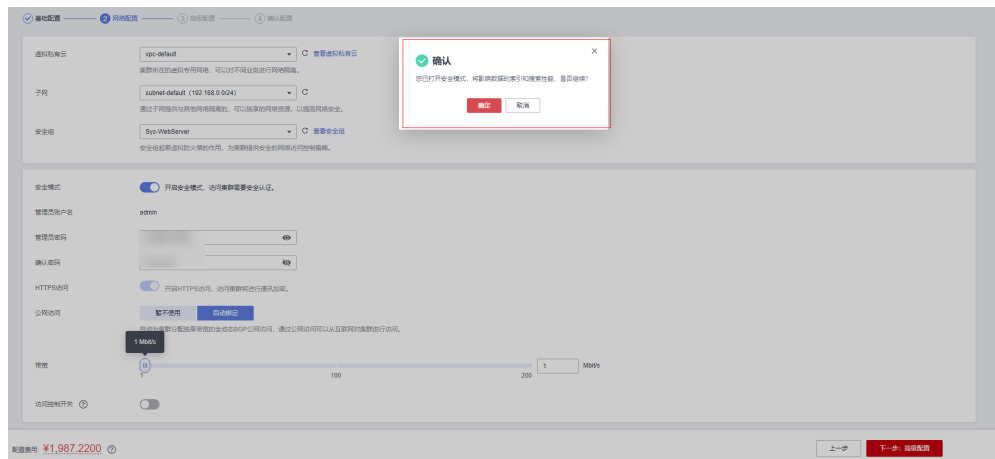 基础配置
2 网络配置
3 高级配置
4 确认配置
虚拟私有云
vpc-default
C 查看虚拟私有云
集群所在的虚拟专用网络，可以对不同业务进行网络隔离。
子网
subnet-default（192.168.0.0/24）
C
通过子网提供与其他网络隔离的、可以独享的网络资源，以提高网络安全。
安全组
Sys-WebServer
C 查看安全组
安全组起着虚拟防火墙的作用，为集群提供安全的网络访问控制策略。
确认
您已打开安全模式，将影响数据的索引和搜索性能，是否继续？
确定
取消
安全模式
开启安全模式，访问集群需要安全认证。
管理员账户名
admin
管理员密码
确认密码
HTTPS访问
开启HTTPS访问，访问集群将进行通讯加密。
公网访问
暂不使用
自动绑定
自动为集群分配独享带宽的全动态BGP公网访问，通过公网访问可以从互联网对集群进行访问。
1 Mbit/s
带宽
1
100
200
1
Mbit/s
访问控制开关 ?
配置费用: ¥1,987.2200 ?
上一步
下一步：高级配置